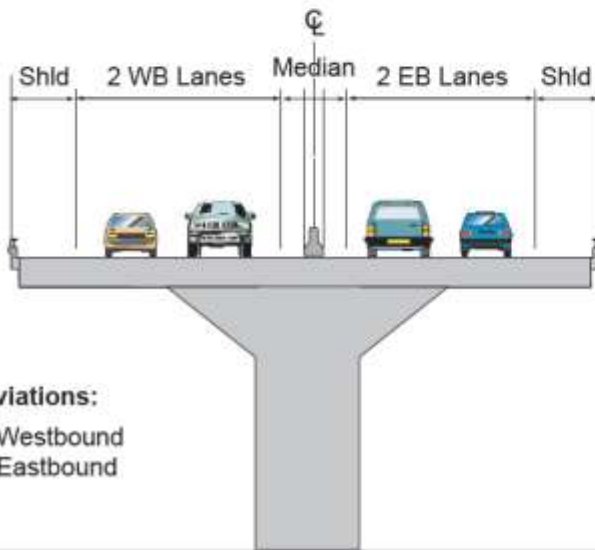 ℄
Shld 2 WB Lanes Median 2 EB Lanes Shld
viations:
Westbound
Eastbound